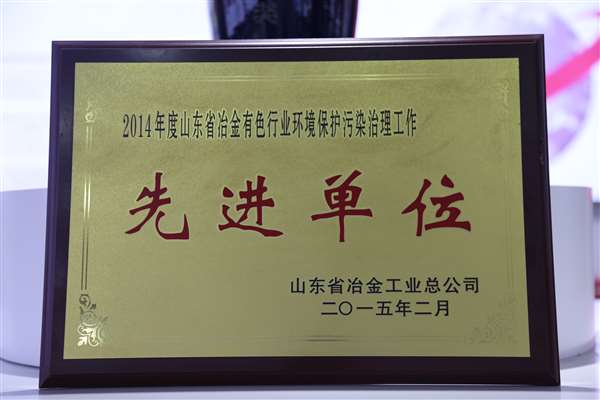 2014年度山东省冶金有色行业环境保护污染治理工作
先进单位
山东省冶金工业总公司
二〇一五年二月